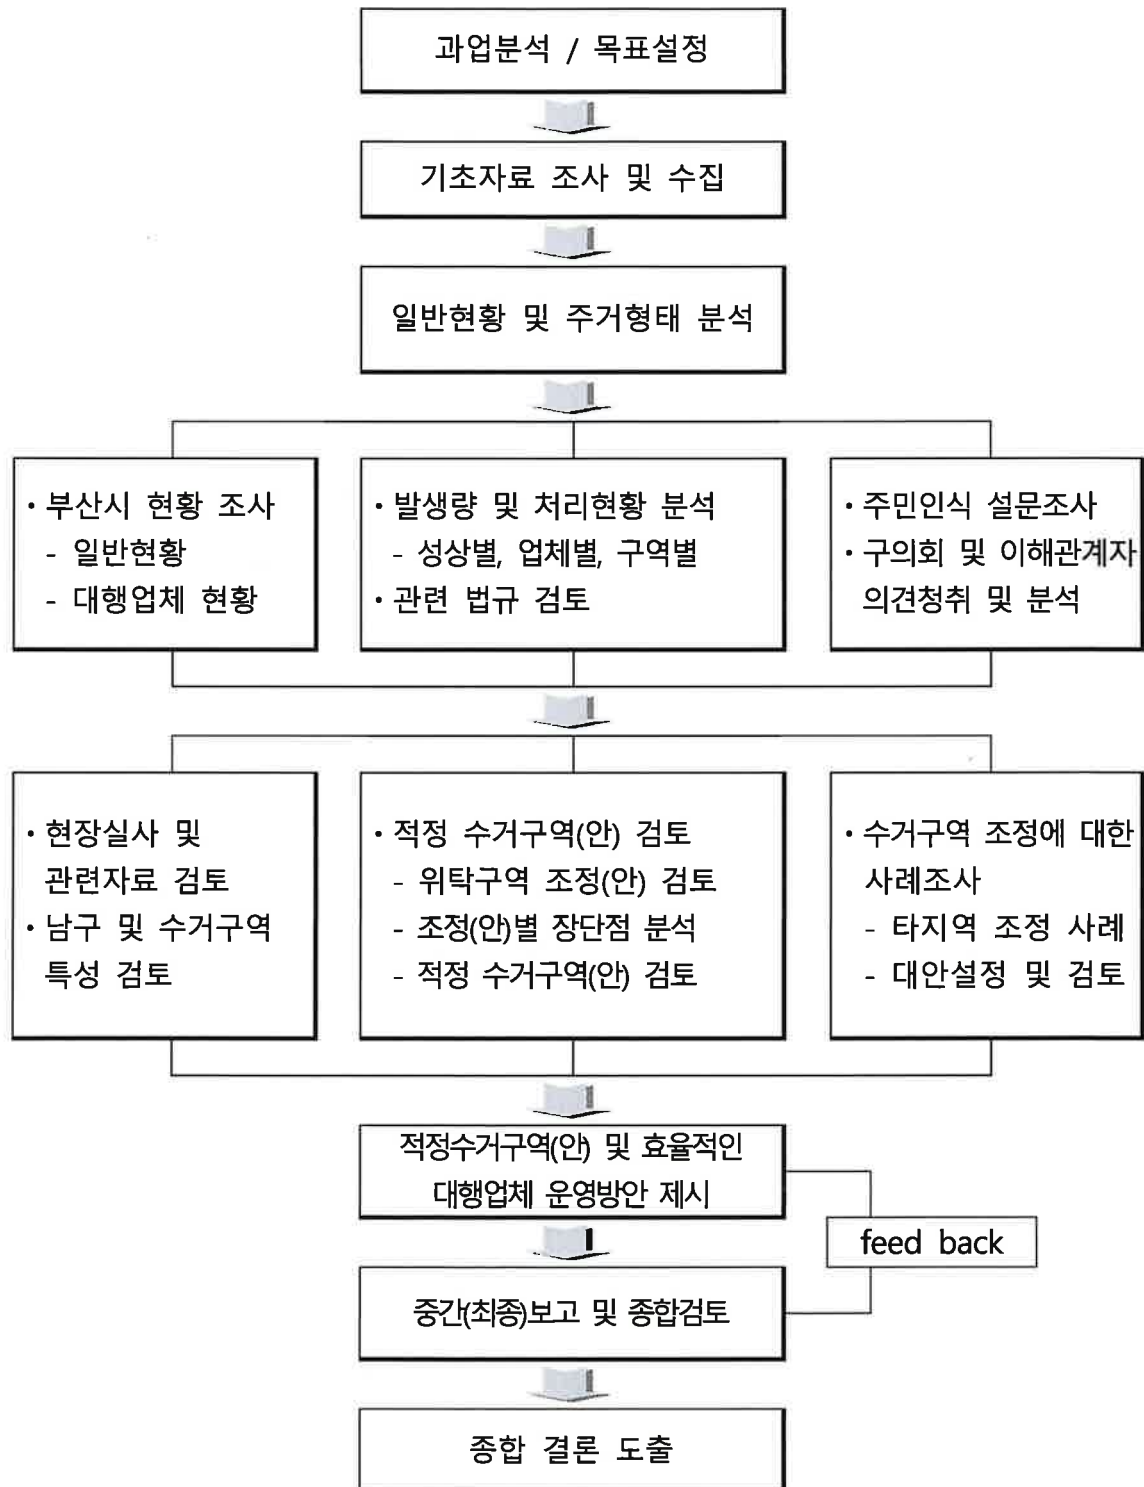 과업분석 / 목표설정
기초자료 조사 및 수집
일반현황 및 주거형태 분석
・부산시 현황 조사
- 일반현황
- 대행업체 현황
・발생량 및 처리현황 분석
- 성상별, 업체별, 구역별
・관련 법규 검토
・주민인식 설문조사
・구의회 및 이해관계자
의견청취 및 분석
・현장실사 및
관련자료 검토
・남구 및 수거구역
특성 검토
・적정 수거구역(안) 검토
- 위탁구역 조정(안) 검토
- 조정(안)별 장단점 분석
- 적정 수거구역(안) 검토
・수거구역 조정에 대한
사례조사
- 타지역 조정 사례
- 대안설정 및 검토
적정수거구역(안) 및 효율적인
대행업체 운영방안 제시
feed back
중간(최종)보고 및 종합검토
종합 결론 도출